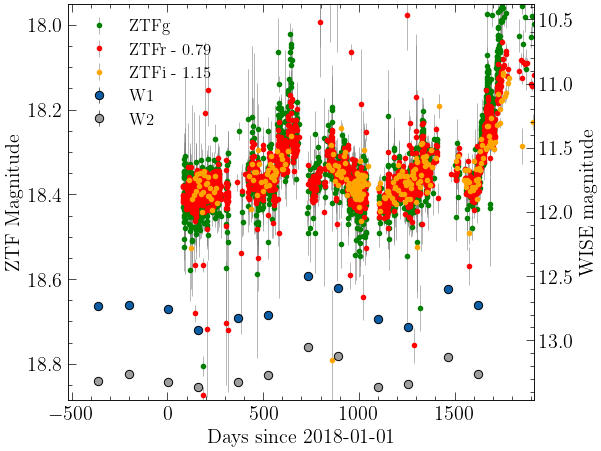 ZTFg
ZTFr - 0.79
ZTFi - 1.15
W1
W2
18.0
18.2
18.4
18.6
18.8
ZTF Magnitude
10.5
11.0
11.5
12.0
12.5
13.0
WISE magnitude
−500
0
500
1000
1500
Days since 2018-01-01